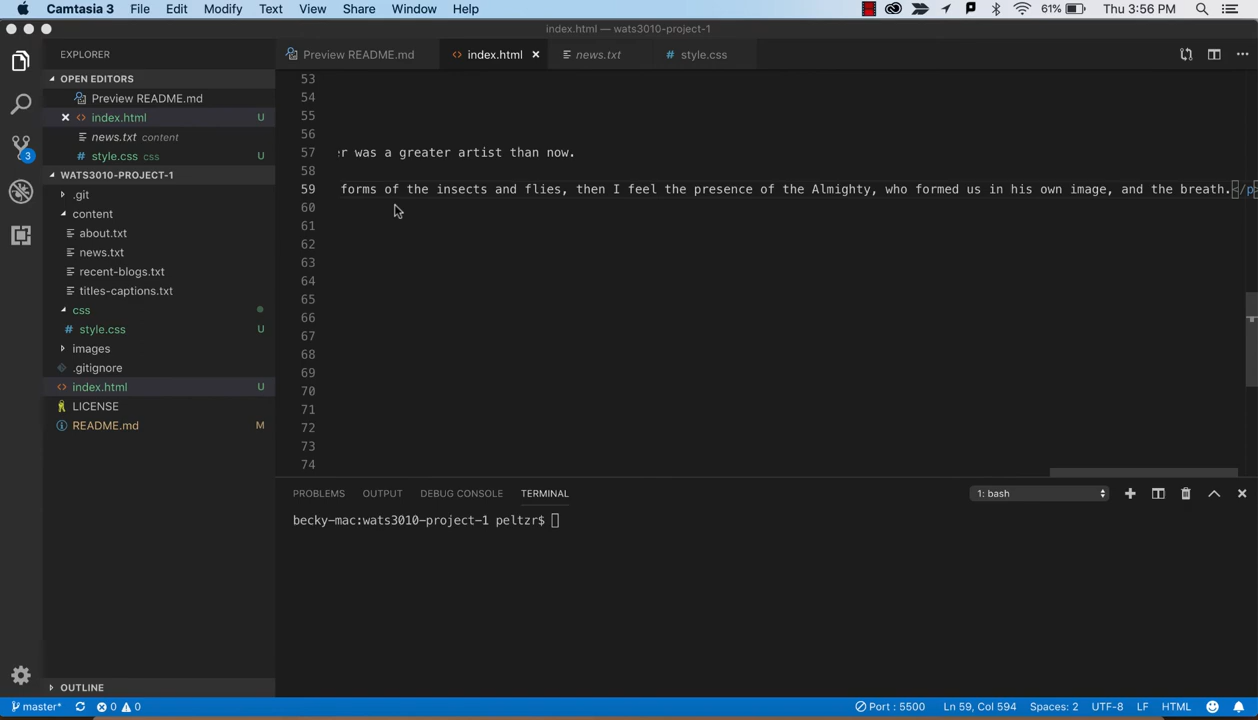 Camtasia 3 File Edit Modify Text Insert View Share Window Help 61% Thu 3:56 PM
index.html — wats3010-project-1
EXPLORER
Preview README.md
index.html
news.txt
style.css
OPEN EDITORS
Preview README.md
index.html U
news.txt content
style.css css U
3
WATS3010-PROJECT-1
.git
content
about.txt
news.txt
recent-blogs.txt
titles-captions.txt
css
style.css U
images
.gitignore
index.html U
LICENSE
README.md M
OUTLINE
53
54
55
56
57 er was a greater artist than now.
58
59 forms of the insects and flies, then I feel the presence of the Almighty, who formed us in his own image, and the breath.</p>
60
61
62
63
64
65
66
67
68
69
70
71
72
73
74
PROBLEMS OUTPUT DEBUG CONSOLE TERMINAL 1: bash
becky-mac:wats3010-project-1 peltzr$
master* 0 0 Port : 5500 Ln 59, Col 594 Spaces: 2 UTF-8 LF HTML